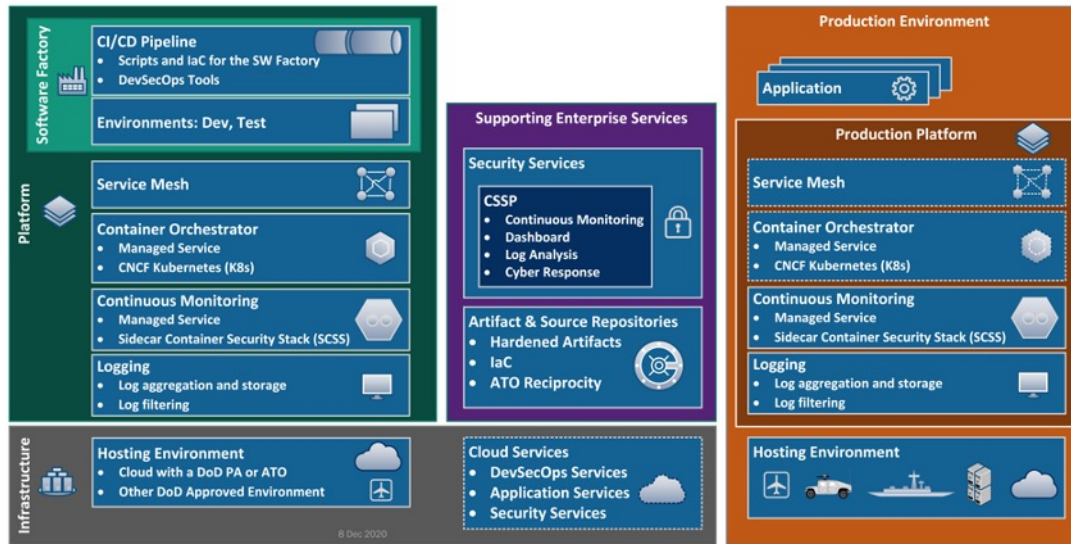 Software Factory
CI/CD Pipeline
• Scripts and IaC for the SW Factory
• DevSecOps Tools
Environments: Dev, Test
Platform
Service Mesh
Container Orchestrator
• Managed Service
• CNCF Kubernetes (K8s)
Continuous Monitoring
• Managed Service
• Sidecar Container Security Stack (SCSS)
Logging
• Log aggregation and storage
• Log filtering
Supporting Enterprise Services
Security Services
CSSP
• Continuous Monitoring
• Dashboard
• Log Analysis
• Cyber Response
Artifact & Source Repositories
• Hardened Artifacts
• IaC
• ATO Reciprocity
Infrastructure
Hosting Environment
• Cloud with a DoD PA or ATO
• Other DoD Approved Environment
8 Dec 2020
Cloud Services
• DevSecOps Services
• Application Services
• Security Services
Production Environment
Application
Production Platform
Service Mesh
Container Orchestrator
• Managed Service
• CNCF Kubernetes (K8s)
Continuous Monitoring
• Managed Service
• Sidecar Container Security Stack (SCSS)
Logging
• Log aggregation and storage
• Log filtering
Hosting Environment